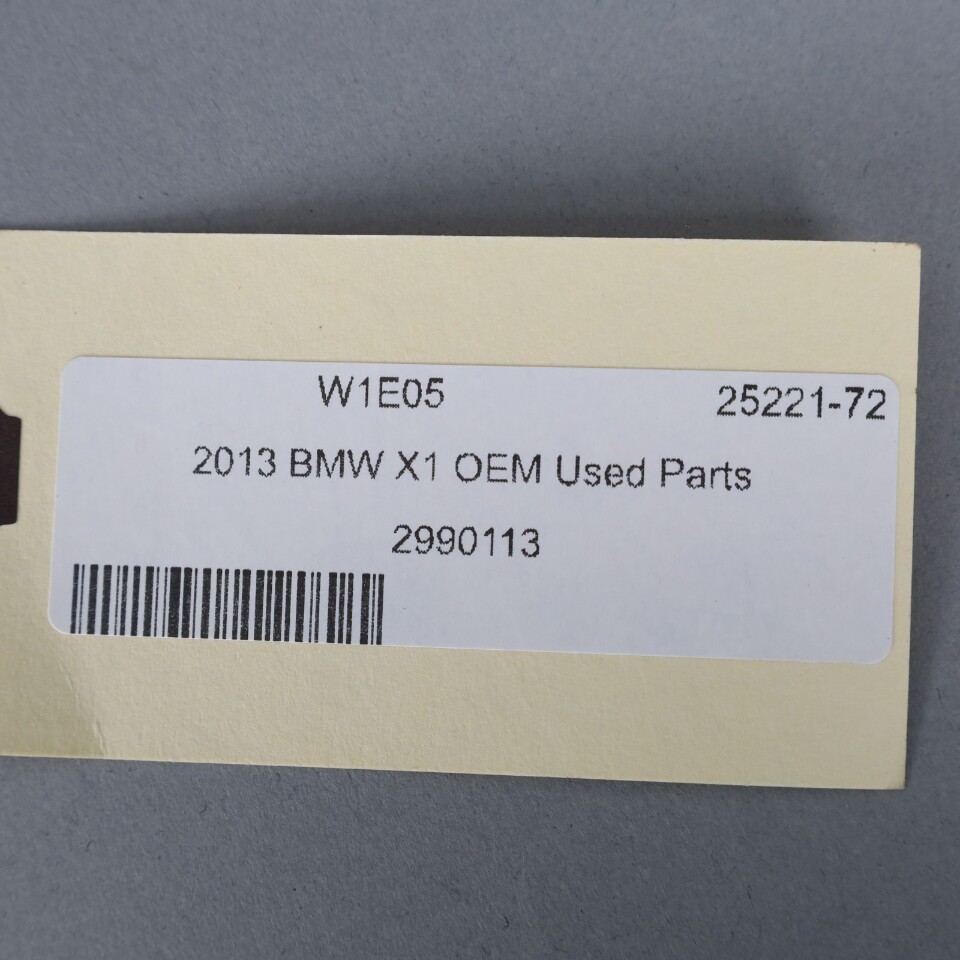 W1E05 25221-72
2013 BMW X1 OEM Used Parts
2990113